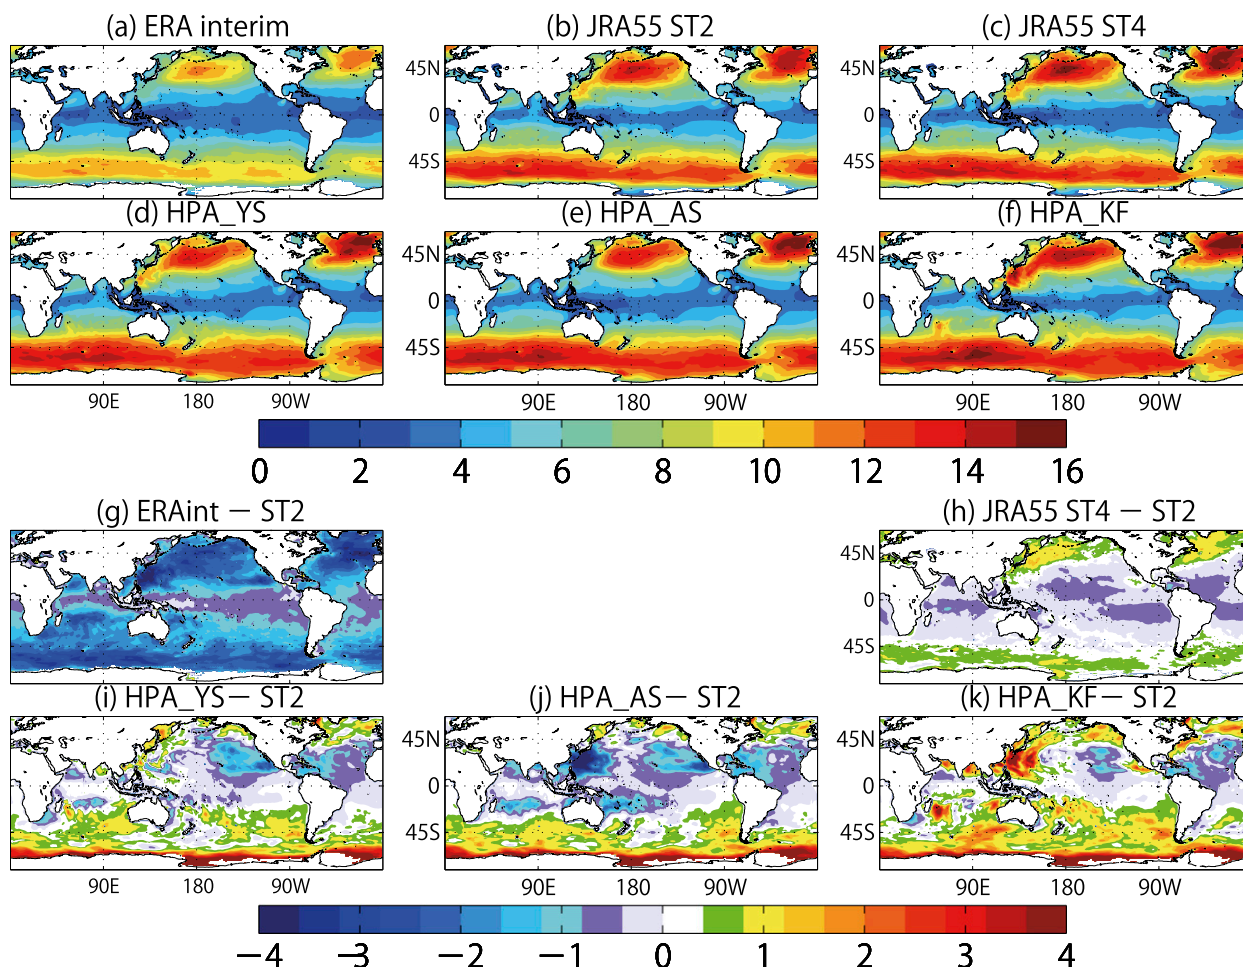 (a) ERA interim (b) JRA55 ST2 (c) JRA55 ST4
45N 45N
0 0
45S 45S
(d) HPA_YS (e) HPA_AS (f) HPA_KF
45N 45N
0 0
45S 45S
90E 180 90W 90E 180 90W 90E 180 90W
0 2 4 6 8 10 12 14 16
(g) ERAint − ST2 (h) JRA55 ST4 − ST2
45N
0
45S
(i) HPA_YS− ST2 (j) HPA_AS− ST2 (k) HPA_KF− ST2
45N 45N
0 0
45S 45S
90E 180 90W 90E 180 90W 90E 180 90W
−4 −3 −2 −1 0 1 2 3 4